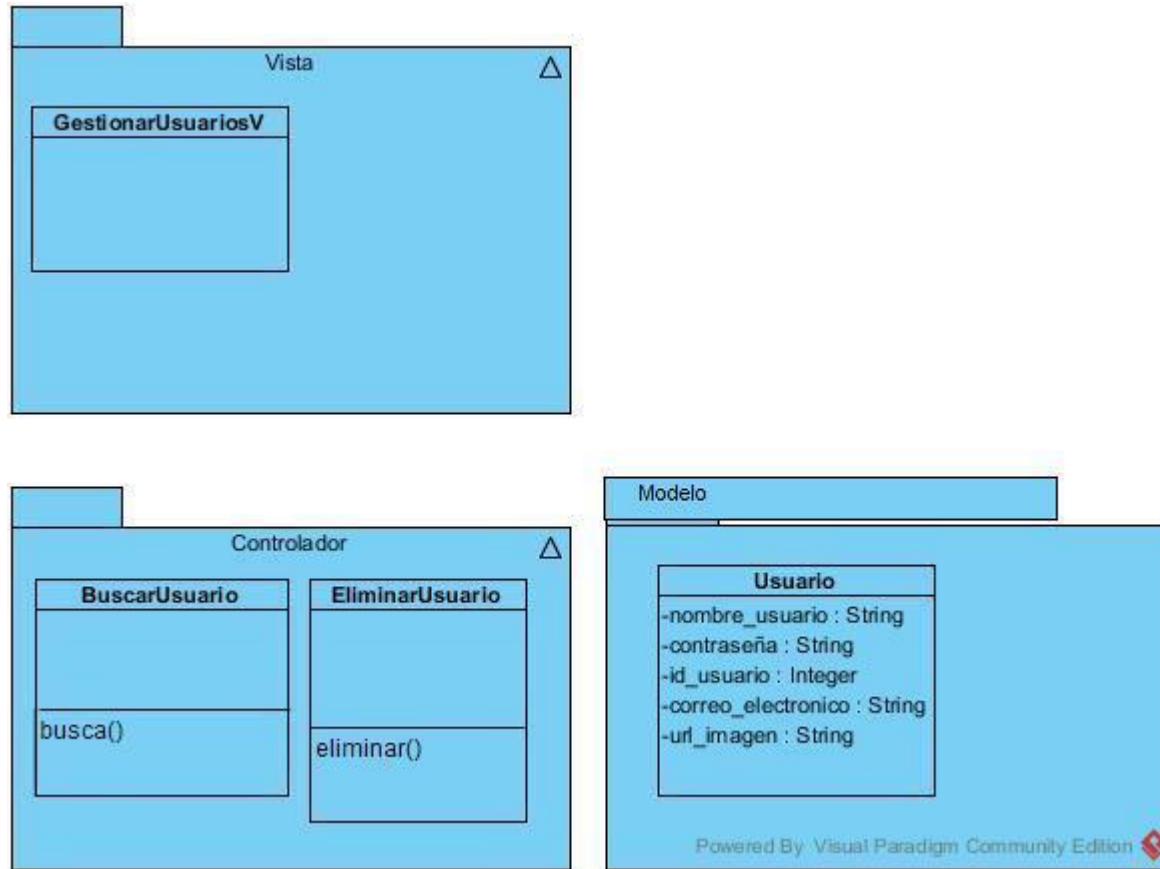 Vista
GestionarUsuariosV
Controlador
BuscarUsuario
busca()
EliminarUsuario
eliminar()
Modelo
Usuario
-nombre_usuario : String
-contraseña : String
-id_usuario : Integer
-correo_electronico : String
-url_imagen : String
Powered By Visual Paradigm Community Edition